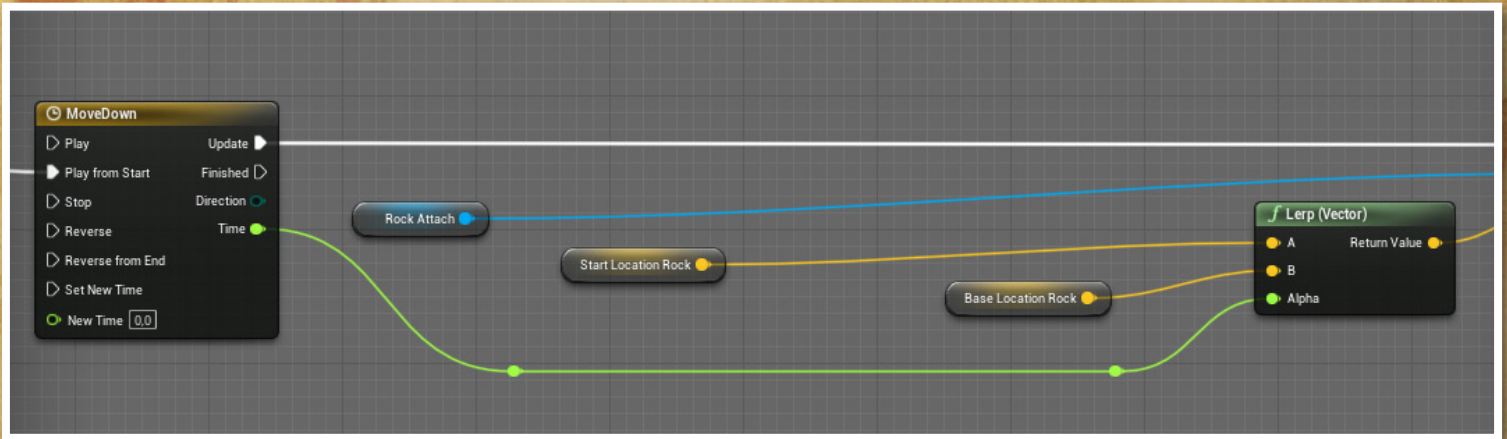 MoveDown
Play
Update
Play from Start
Finished
Stop
Direction
Reverse
Time
Reverse from End
Set New Time
New Time 0,0
Rock Attach
Start Location Rock
Base Location Rock
f Lerp (Vector)
A
Return Value
B
Alpha